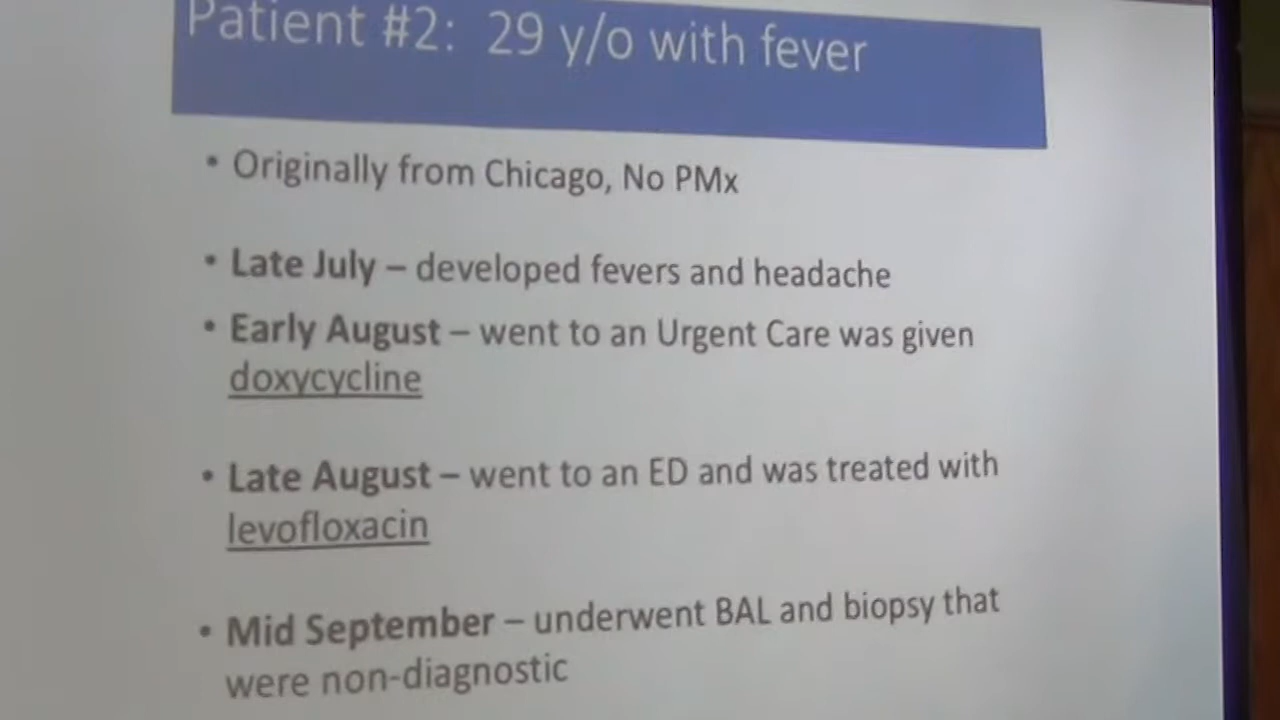 Patient #2: 29 y/o with fever
• Originally from Chicago, No PMx
• Late July – developed fevers and headache
• Early August – went to an Urgent Care was given
doxycycline
• Late August – went to an ED and was treated with
levofloxacin
• Mid September – underwent BAL and biopsy that
were non-diagnostic